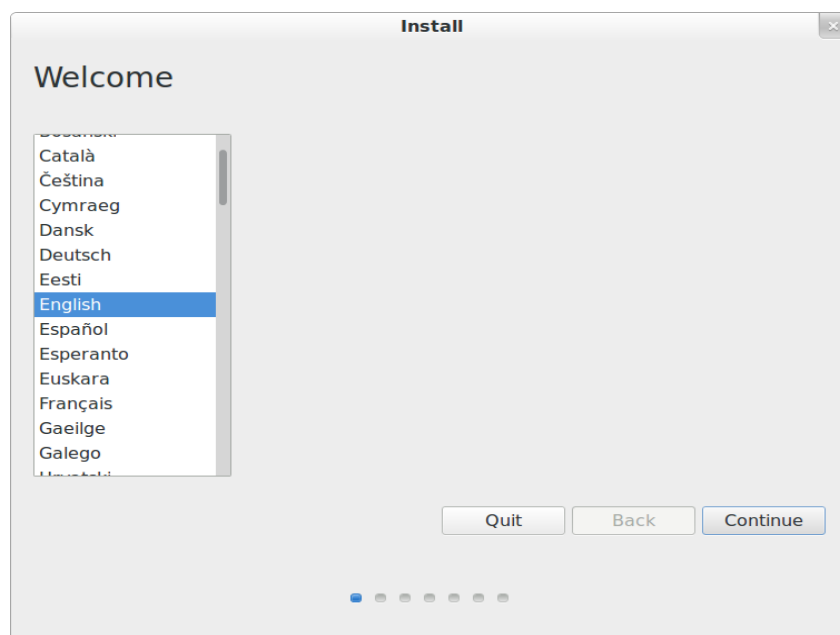 Install
Welcome
Català
Čeština
Cymraeg
Dansk
Deutsch
Eesti
English
Español
Esperanto
Euskara
Français
Gaeilge
Galego
Quit
Back
Continue